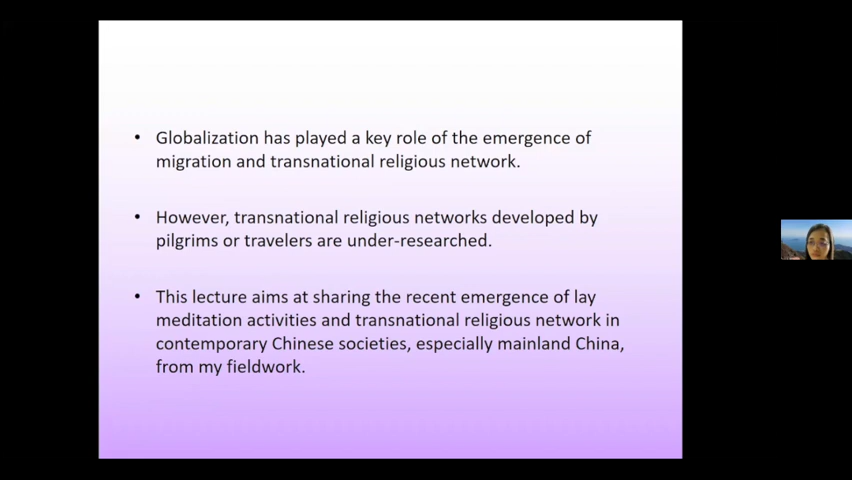 • Globalization has played a key role of the emergence of
migration and transnational religious network.
• However, transnational religious networks developed by
pilgrims or travelers are under-researched.
• This lecture aims at sharing the recent emergence of lay
meditation activities and transnational religious network in
contemporary Chinese societies, especially mainland China,
from my fieldwork.